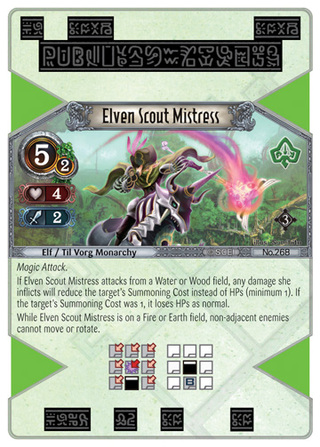 Elven Scout Mistress
5
2
4
2
3
Elf / Til Vorg Monarchy
No.268
Magic Attack.
If Elven Scout Mistress attacks from a Water or Wood field, any damage she
inflicts will reduce the target's Summoning Cost instead of HPs (minimum 1). If
the target's Summoning Cost was 1, it loses HPs as normal.
While Elven Scout Mistress is on a Fire or Earth field, non-adjacent enemies
cannot move or rotate.